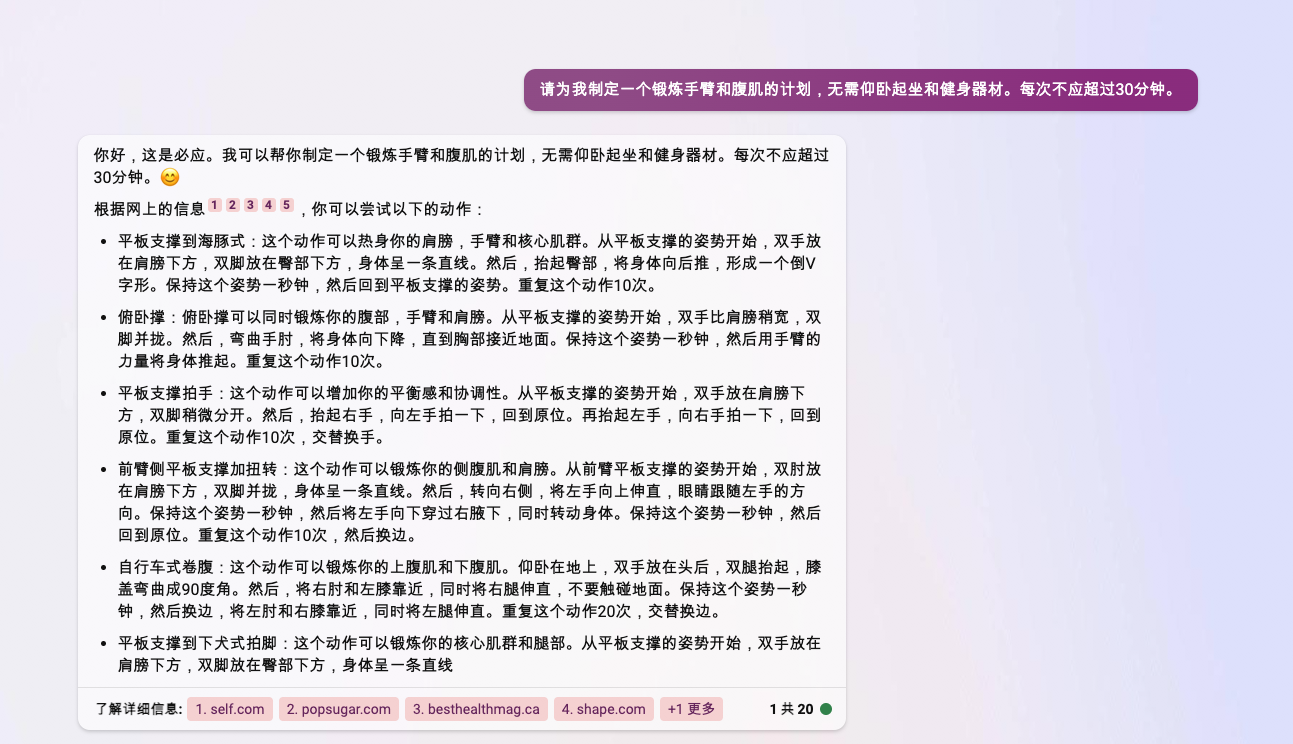 请为我制定一个锻炼手臂和腹肌的计划，无需仰卧起坐和健身器材。每次不应超过30分钟。
你好，这是必应。我可以帮你制定一个锻炼手臂和腹肌的计划，无需仰卧起坐和健身器材。每次不应超过
30分钟。😊
根据网上的信息1 2 3 4 5，你可以尝试以下的动作：
• 平板支撑到海豚式：这个动作可以热身你的肩膀，手臂和核心肌群。从平板支撑的姿势开始，双手放
在肩膀下方，双脚放在臀部下方，身体呈一条直线。然后，抬起臀部，将身体向后推，形成一个倒V
字形。保持这个姿势一秒钟，然后回到平板支撑的姿势。重复这个动作10次。
• 俯卧撑：俯卧撑可以同时锻炼你的腹部，手臂和肩膀。从平板支撑的姿势开始，双手比肩膀稍宽，双
脚并拢。然后，弯曲手肘，将身体向下降，直到胸部接近地面。保持这个姿势一秒钟，然后用手臂的
力量将身体推起。重复这个动作10次。
• 平板支撑拍手：这个动作可以增加你的平衡感和协调性。从平板支撑的姿势开始，双手放在肩膀下
方，双脚稍微分开。然后，抬起右手，向左手拍一下，回到原位。再抬起左手，向右手拍一下，回到
原位。重复这个动作10次，交替换手。
• 前臂侧平板支撑加扭转：这个动作可以锻炼你的侧腹肌和肩膀。从前臂平板支撑的姿势开始，双肘放
在肩膀下方，双脚并拢，身体呈一条直线。然后，转向右侧，将左手向上伸直，眼睛跟随左手的方
向。保持这个姿势一秒钟，然后将左手向下穿过右腋下，同时转动身体。保持这个姿势一秒钟，然后
回到原位。重复这个动作10次，然后换边。
• 自行车式卷腹：这个动作可以锻炼你的上腹肌和下腹肌。仰卧在地上，双手放在头后，双腿抬起，膝
盖弯曲成90度角。然后，将右肘和左膝靠近，同时将右腿伸直，不要触碰地面。保持这个姿势一秒
钟，然后换边，将左肘和右膝靠近，同时将左腿伸直。重复这个动作20次，交替换边。
• 平板支撑到下犬式拍脚：这个动作可以锻炼你的核心肌群和腿部。从平板支撑的姿势开始，双手放在
肩膀下方，双脚放在臀部下方，身体呈一条直线
了解详细信息: 1. self.com 2. popsugar.com 3. besthealthmag.ca 4. shape.com +1 更多 1 共 20